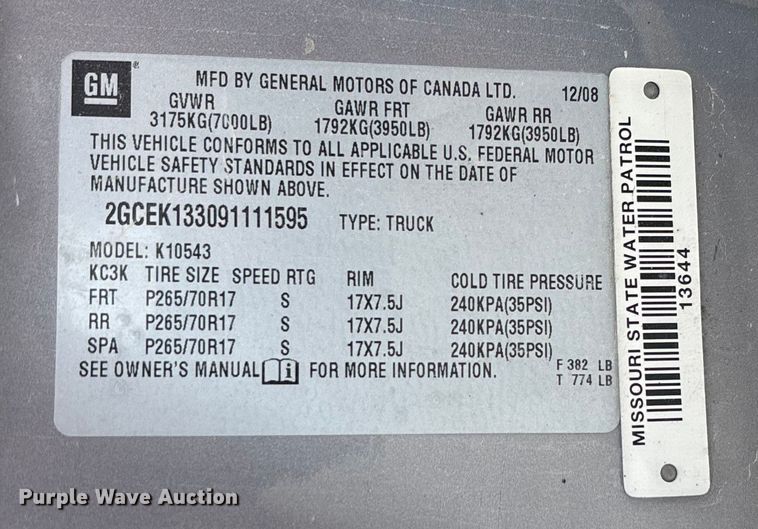 GM
MFD BY GENERAL MOTORS OF CANADA LTD. 12/08
GVWR GAWR FRT GAWR RR
3175KG(7000LB) 1792KG(3950LB) 1792KG(3950LB)
THIS VEHICLE CONFORMS TO ALL APPLICABLE U.S. FEDERAL MOTOR
VEHICLE SAFETY STANDARDS IN EFFECT ON THE DATE OF
MANUFACTURE SHOWN ABOVE.
2GCEK133091111595 TYPE: TRUCK
MODEL: K10543
KC3K TIRE SIZE SPEED RTG RIM COLD TIRE PRESSURE
FRT P265/70R17 S 17X7.5J 240KPA(35PSI)
RR P265/70R17 S 17X7.5J 240KPA(35PSI)
SPA P265/70R17 S 17X7.5J 240KPA(35PSI)
SEE OWNER'S MANUAL i FOR MORE INFORMATION. F 382 LB
T 774 LB
MISSOURI STATE WATER PATROL
13644
Purple Wave Auction